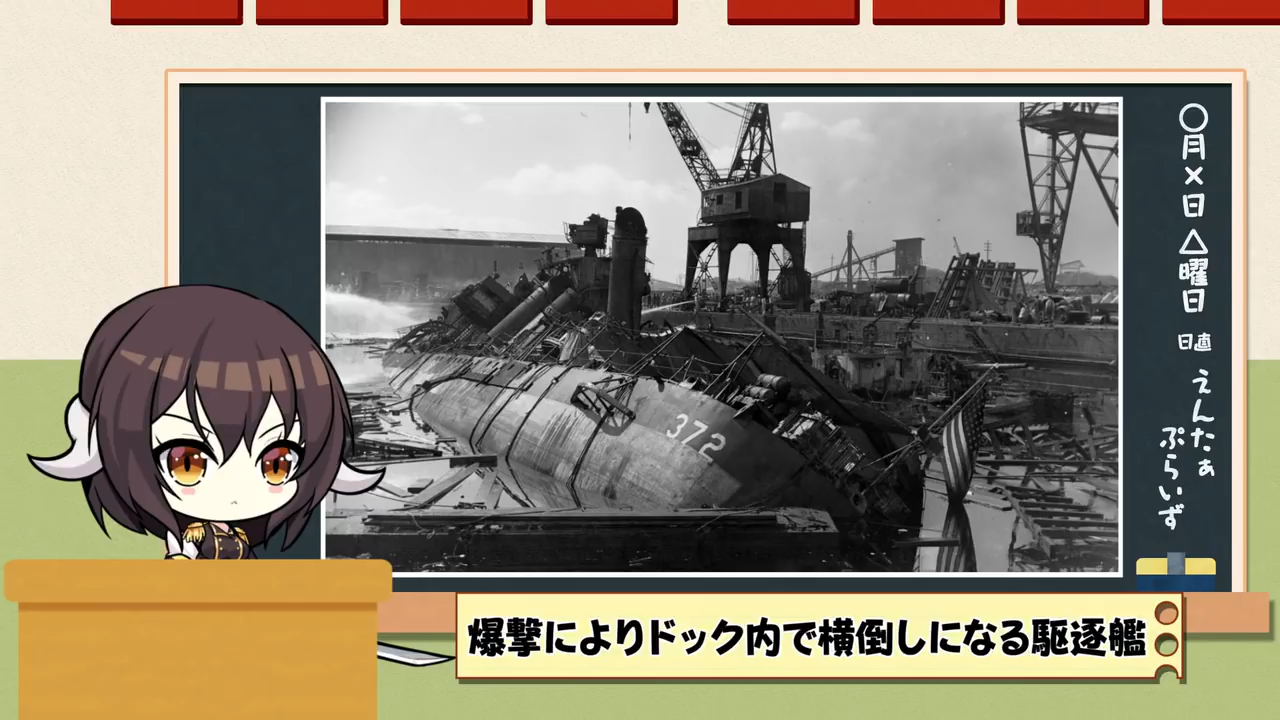 〇月×日
△曜日
日直
えんたぁ
ぷらいず
372
爆撃によりドック内で横倒しになる駆逐艦